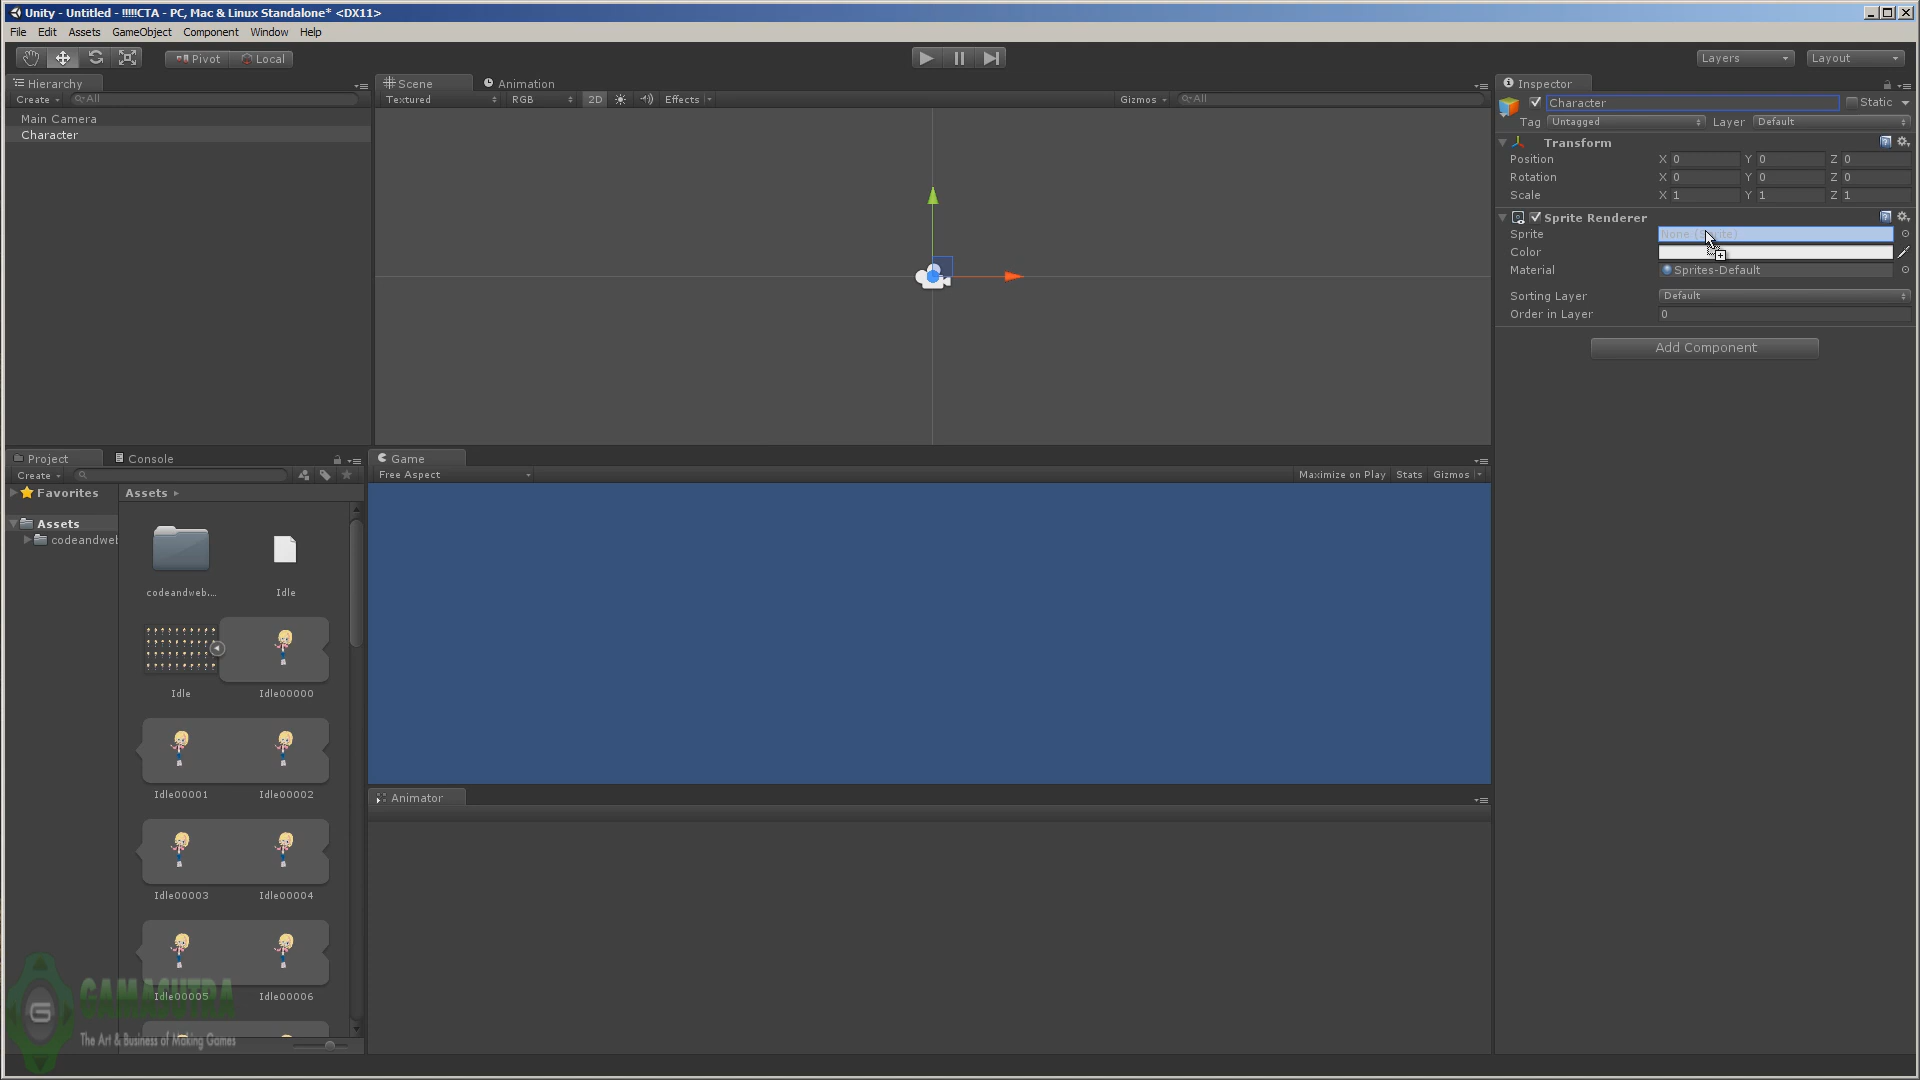 Unity - Untitled - !!!!!CTA - PC, Mac & Linux Standalone* <DX11>
File Edit Assets GameObject Component Window Help
Pivot Local Layers Layout
Hierarchy
Create All
Main Camera
Character
Scene Animation
Textured RGB 2D Effects Gizmos All
Inspector
Character Static
Tag Untagged Layer Default
Transform
Position X 0 Y 0 Z 0
Rotation X 0 Y 0 Z 0
Scale X 1 Y 1 Z 1
Sprite Renderer
Sprite None (Sprite)
Color
Material Sprites-Default
Sorting Layer Default
Order in Layer 0
Add Component
Project Console
Create
Favorites
Assets
codeandweb
Assets
codeandweb...
Idle
Idle
Idle00000
Idle00001
Idle00002
Idle00003
Idle00004
Idle00005
Idle00006
Game
Free Aspect Maximize on Play Stats Gizmos
Animator
G
GAMASUTRA
The Art & Business of Making Games